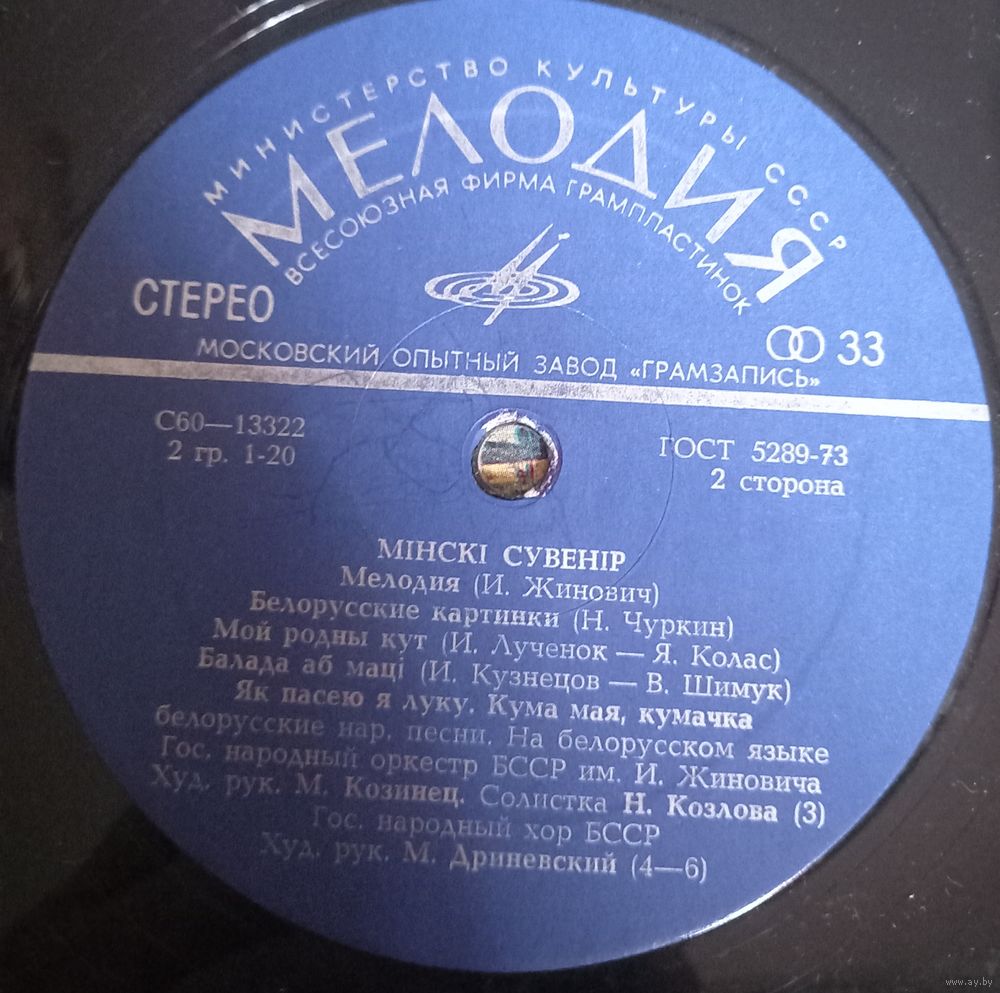 МИНИСТЕРСТВО КУЛЬТУРЫ СССР
МЕЛОДИЯ
ВСЕСОЮЗНАЯ ФИРМА ГРАМПЛАСТИНОК
СТЕРЕО
33
МОСКОВСКИЙ ОПЫТНЫЙ ЗАВОД «ГРАМЗАПИСЬ»
С60—13322
2 гр. 1-20
ГОСТ 5289-73
2 сторона
МІНСКІ СУВЕНІР
Мелодия (И. Жинович)
Белорусские картинки (Н. Чуркин)
Мой родны кут (И. Лученок — Я. Колас)
Балада аб маці (И. Кузнецов — В. Шимук)
Як пасею я луку. Кума мая, кумачка
белорусские нар. песни. На белорусском языке
Гос. народный оркестр БССР им. И. Жиновича
Худ. рук. М. Козинец. Солистка Н. Козлова (3)
Гос. народный хор БССР
Худ. рук. М. Дриневский (4—6)
www.ay.by